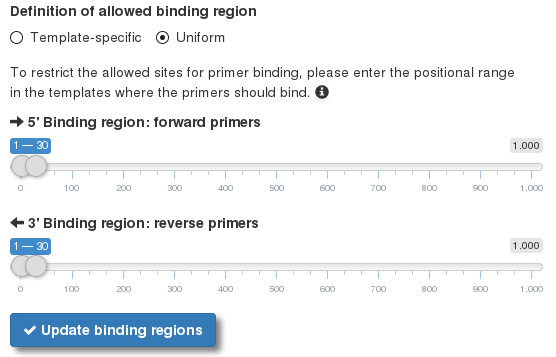 Definition of allowed binding region
Template-specific Uniform
To restrict the allowed sites for primer binding, please enter the positional range
in the templates where the primers should bind.
5' Binding region: forward primers
1 — 30 1.000
0 100 200 300 400 500 600 700 800 900 1.000
3' Binding region: reverse primers
1 — 30 1.000
0 100 200 300 400 500 600 700 800 900 1.000
Update binding regions